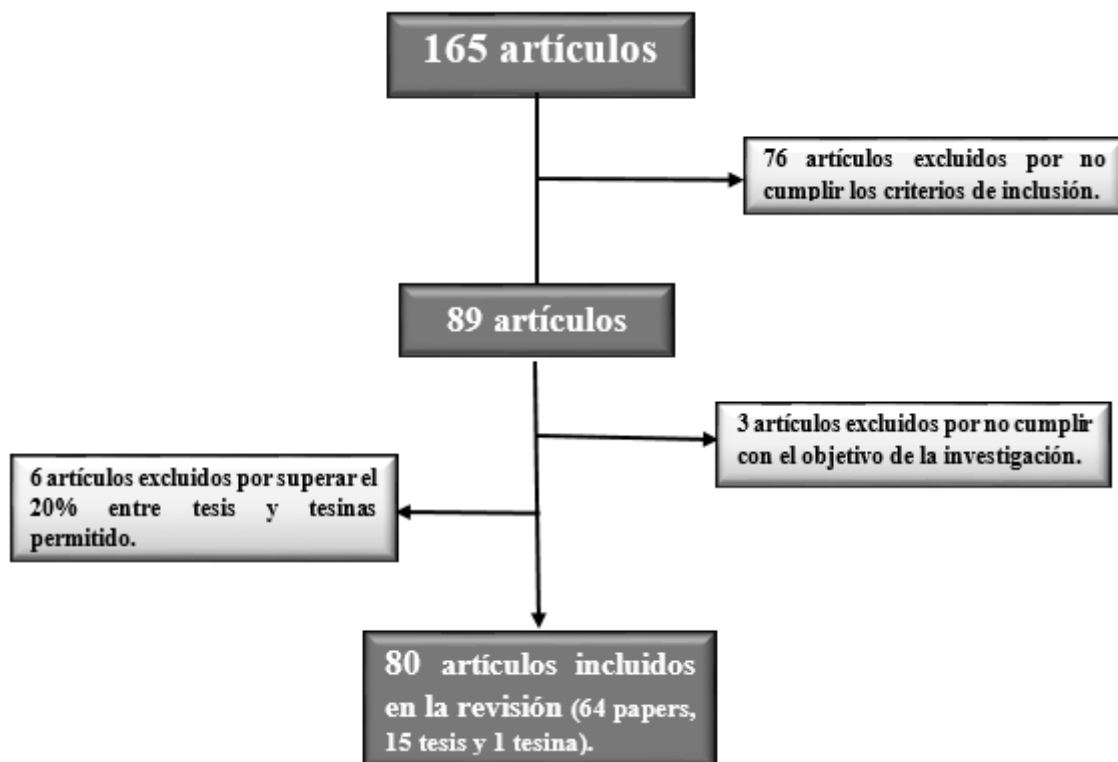 165 artículos
76 artículos excluidos por no
cumplir los criterios de inclusión.
89 artículos
3 artículos excluidos por no cumplir
con el objetivo de la investigación.
6 artículos excluidos por superar el
20% entre tesis y tesinas
permitido.
80 artículos incluidos
en la revisión (64 papers,
15 tesis y 1 tesina).